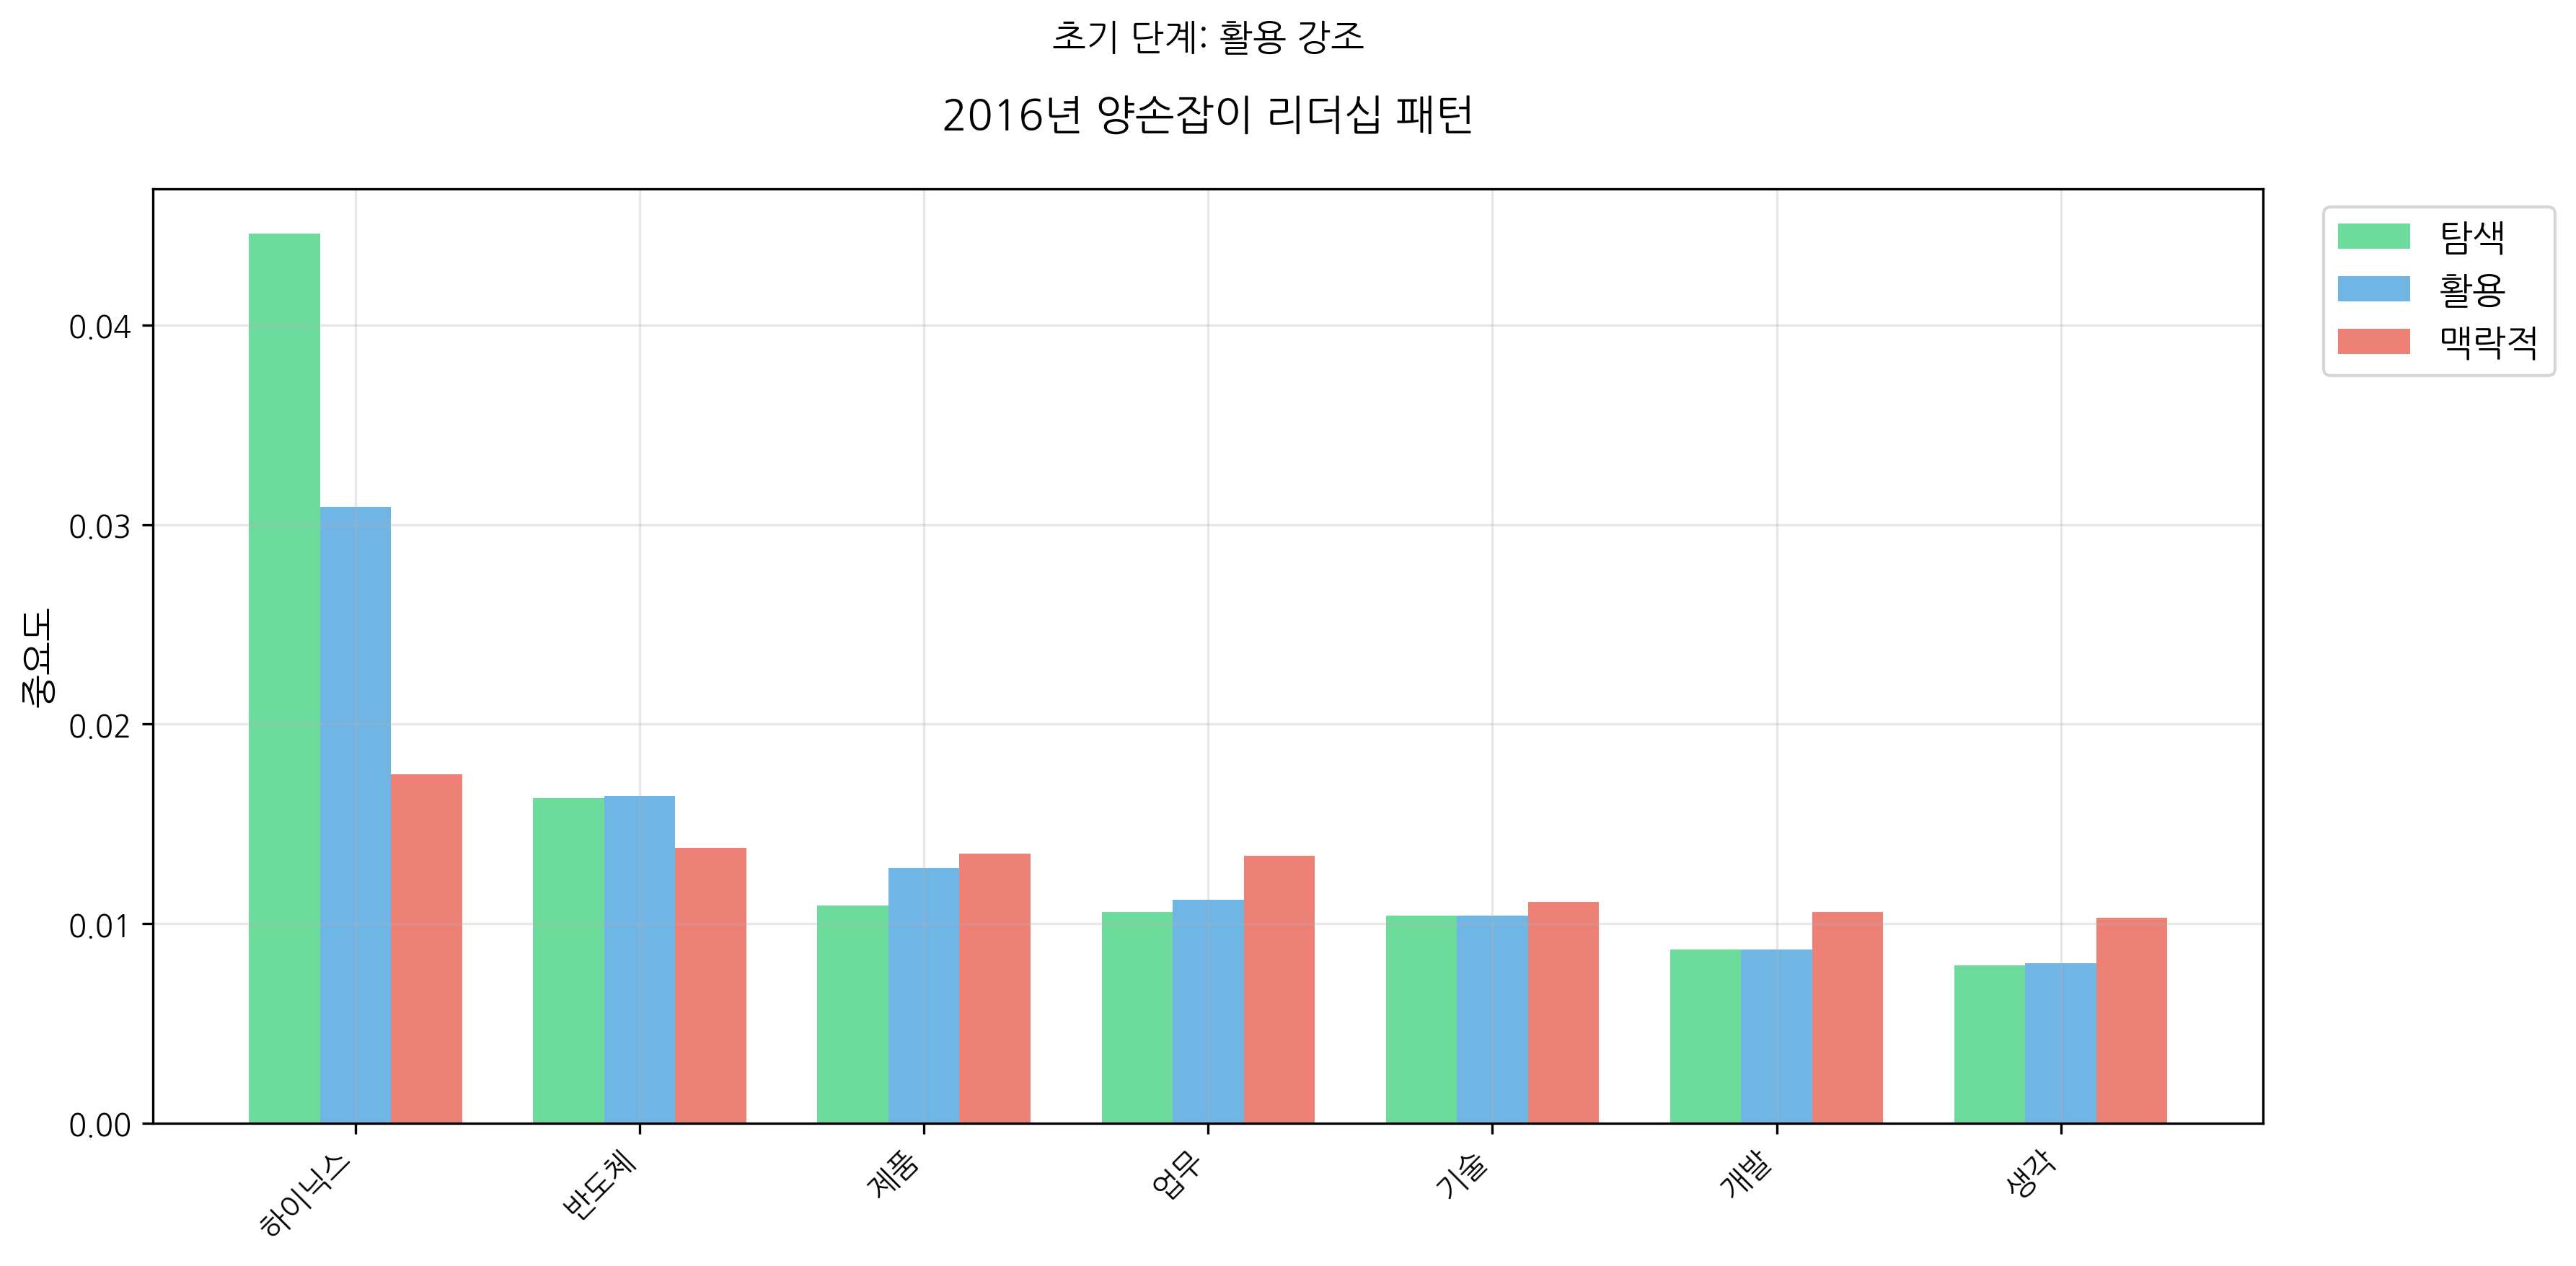 초기 단계: 활용 강조
2016년 양손잡이 리더십 패턴
탐색
활용
맥락적
중요도
0.04
0.03
0.02
0.01
0.00
하이닉스
반도체
제품
업무
기술
개발
생각